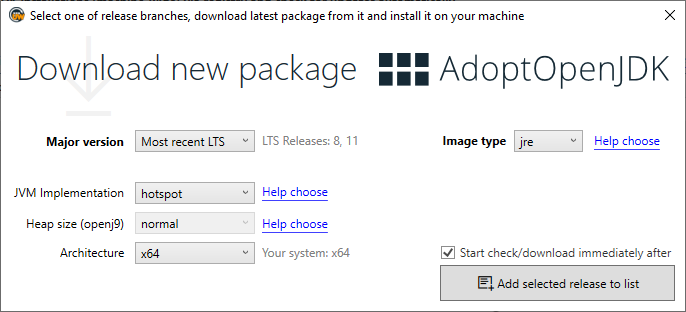 Select one of release branches, download latest package from it and install it on your machine
Download new package AdoptOpenJDK
Major version Most recent LTS LTS Releases: 8, 11 Image type jre Help choose
JVM Implementation hotspot Help choose
Heap size (openj9) normal Help choose
Architecture x64 Your system: x64 Start check/download immediately after
Add selected release to list